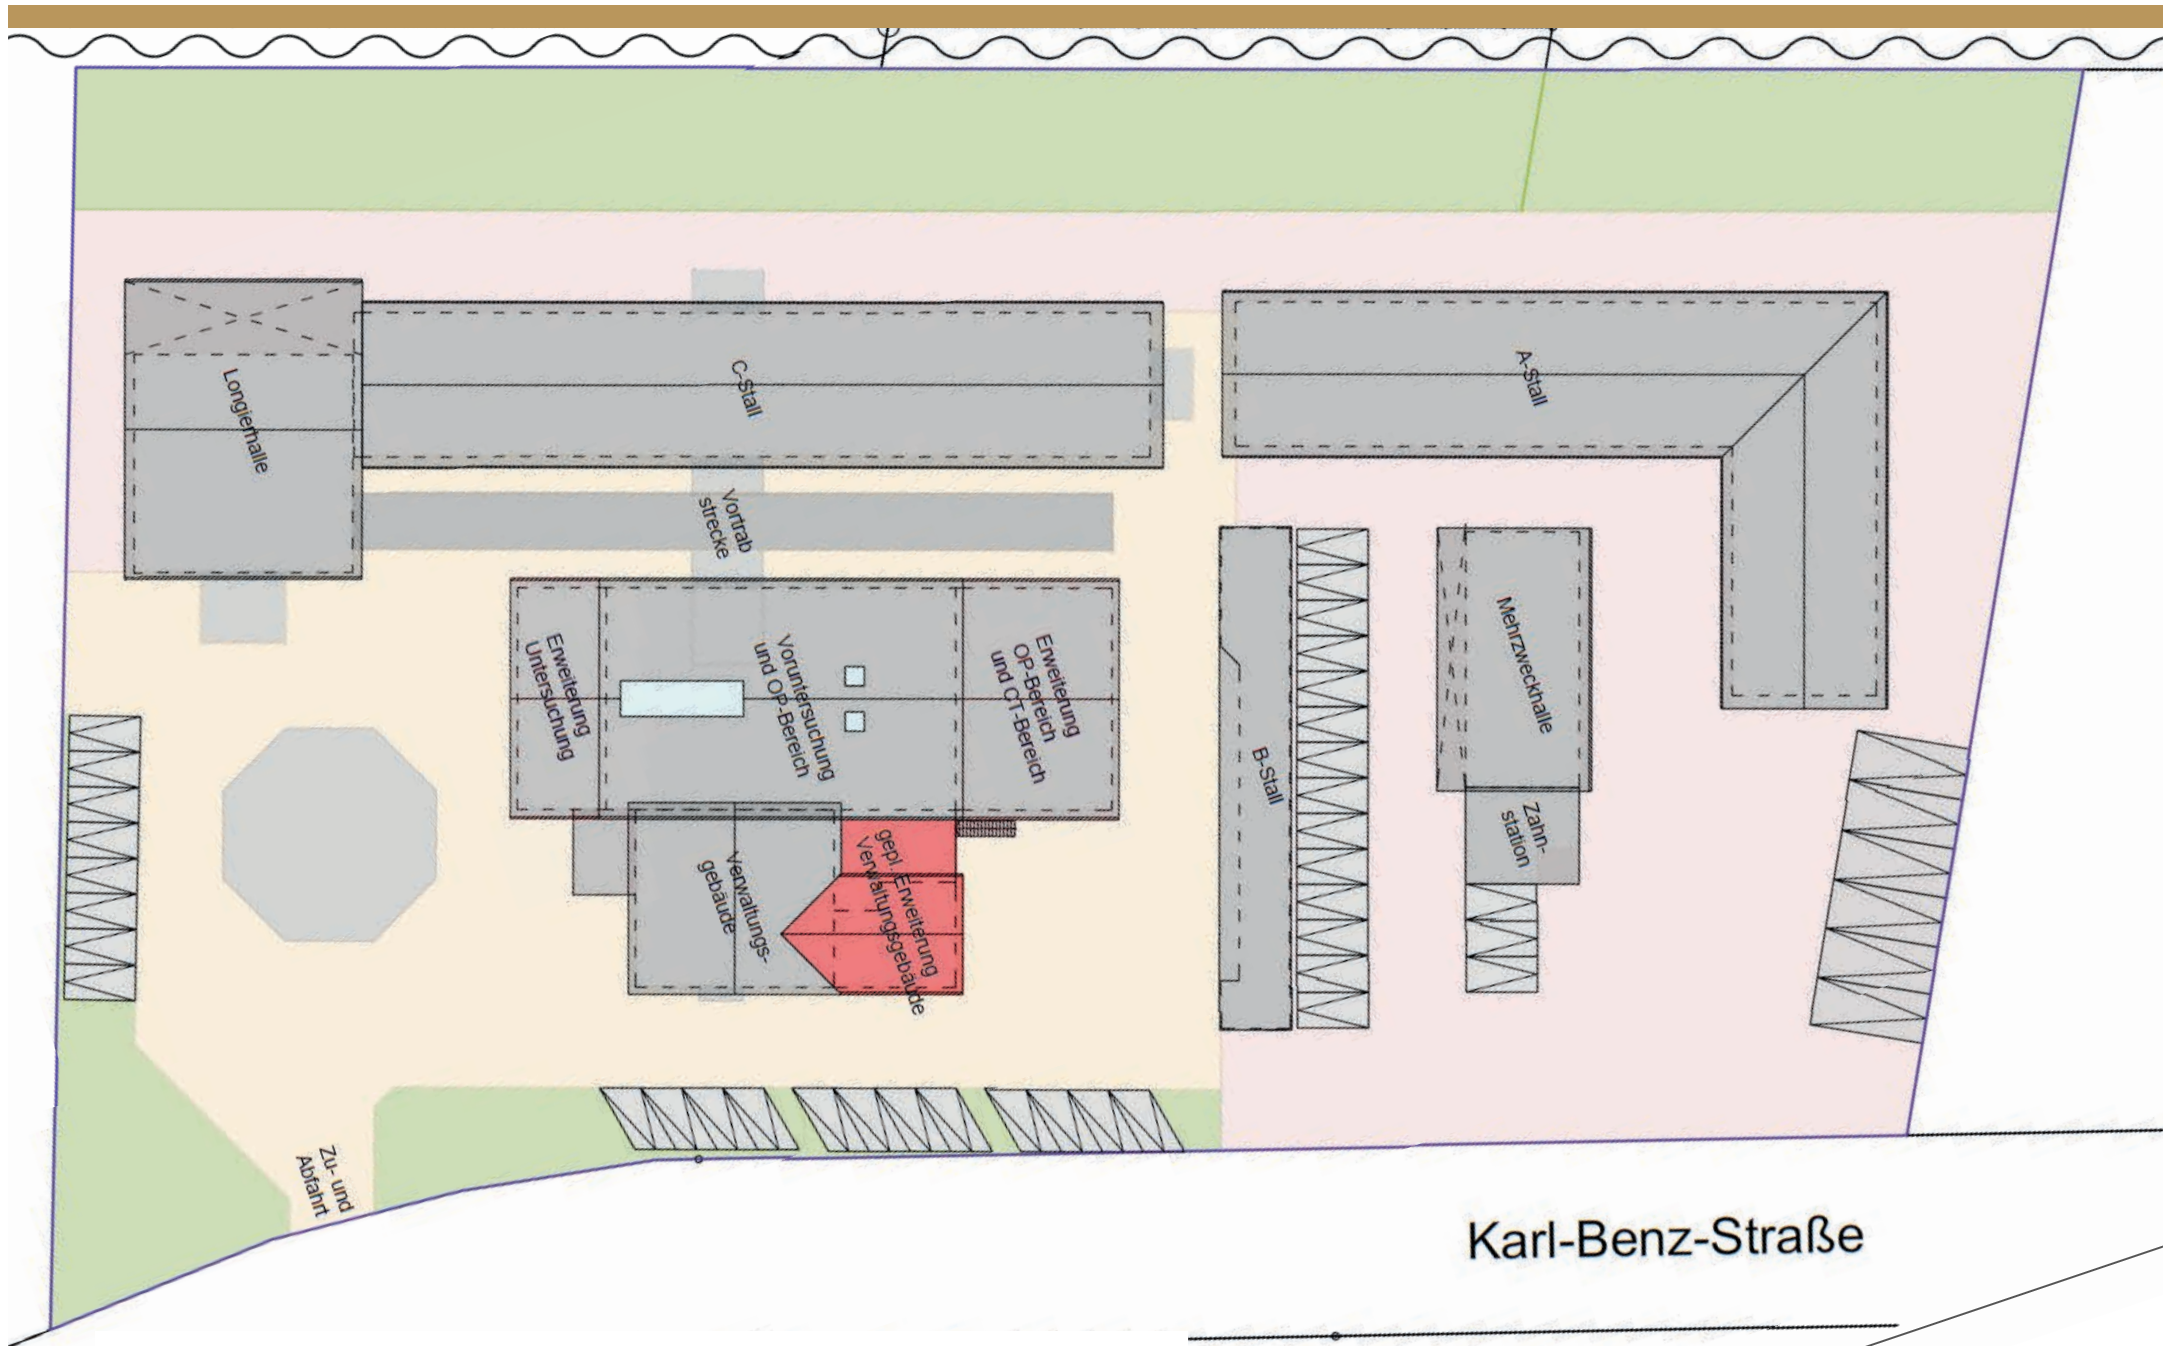 Longierhalle
C-Stall
A-Stall
Vortrab
strecke
Erweiterung
Untersuchung
Voruntersuchung
und OP-Bereich
Erweiterung
OP-Bereich
und CT-Bereich
B-Stall
Mehrzweckhalle
Zahn-
station
Verwaltungs-
gebäude
gepl. Erweiterung
Verwaltungsgebäude
Zu- und
Abfahrt
Karl-Benz-Straße